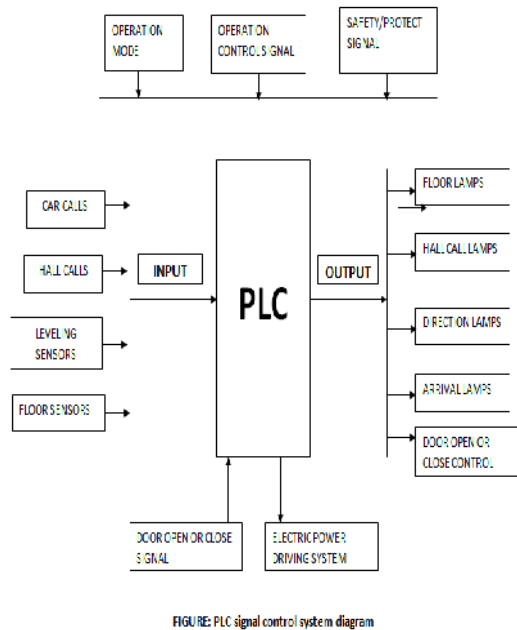 OPERATION
MODE
OPERATION
CONTROL SIGNAL
SAFETY/PROTECT
SIGNAL
CAR CALLS
HALL CALLS
LEVELING
SENSORS
FLOOR SENSORS
INPUT
PLC
OUTPUT
FLOOR LAMPS
HALL CALL LAMPS
DIRECTION LAMPS
ARRIVAL LAMPS
DOOR OPEN OR
CLOSE CONTROL
DOOR OPEN OR CLOSE
SIGNAL
ELECTRIC POWER
DRIVING SYSTEM
FIGURE: PLC signal control system diagram